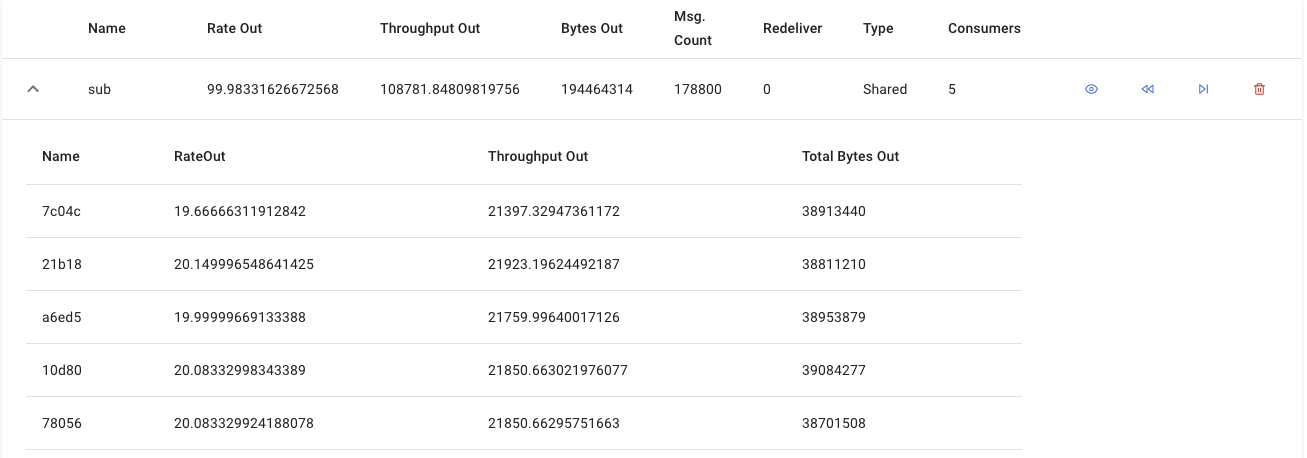 Name Rate Out Throughput Out Bytes Out Msg. Count Redeliver Type Consumers
sub 99.98331626672568 108781.84809819756 194464314 178800 0 Shared 5
Name RateOut Throughput Out Total Bytes Out
7c04c 19.66666311912842 21397.32947361172 38913440
21b18 20.149996548641425 21923.19624492187 38811210
a6ed5 19.99999669133388 21759.99640017126 38953879
10d80 20.08332998343389 21850.663021976077 39084277
78056 20.083329924188078 21850.66295751663 38701508